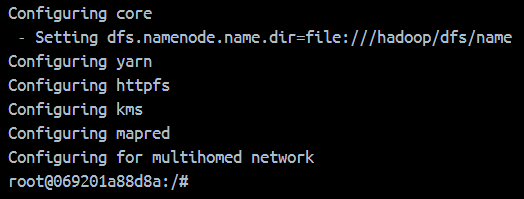 Configuring core
 - Setting dfs.namenode.name.dir=file:///hadoop/dfs/name
Configuring yarn
Configuring httpfs
Configuring kms
Configuring mapred
Configuring for multihomed network
root@069201a88d8a:/#